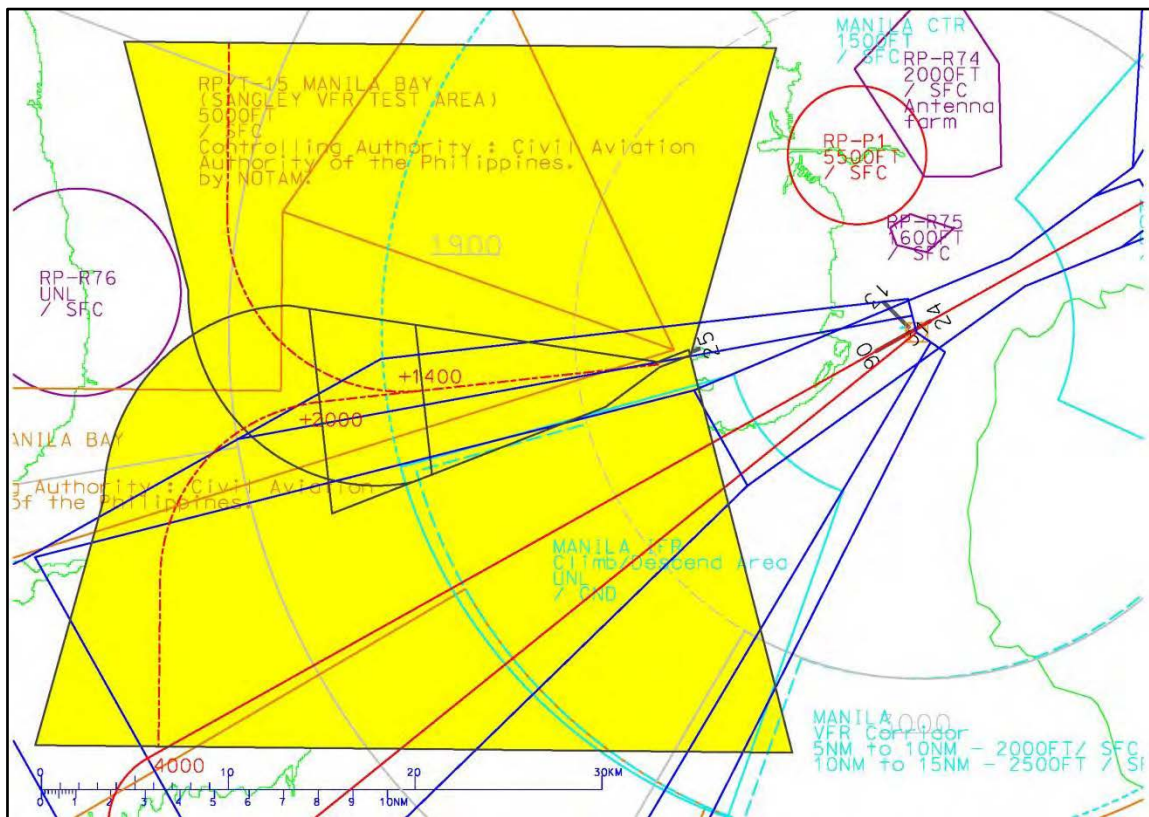 MANILA CTR
1500FT
/ SFC
RP-R74
2000FT
/ SFC
Antenna
farm
RP/T-15 MANILA BAY
(SANGLEY VFR TEST AREA)
5000FT
/ SFC
Controlling Authority : Civil Aviation
Authority of the Philippines.
by NOTAM.
RP-P1
5500FT
/ SFC
RP-R75
1600FT
/ SFC
1900
RP-R76
UNL
/ SFC
13
24
25
06
+1400
+2000
ANILA BAY
g Authority : Civil Aviation
of the Philippines.
MANILA IFR
Climb/Descend Area
UNL
/ GND
3000
MANILA
VFR Corridor
5NM to 10NM - 2000FT/ SFC
10NM to 15NM - 2500FT / SF
4000
0 10 20 30KM
0 1 2 3 4 5 6 7 8 9 10NM